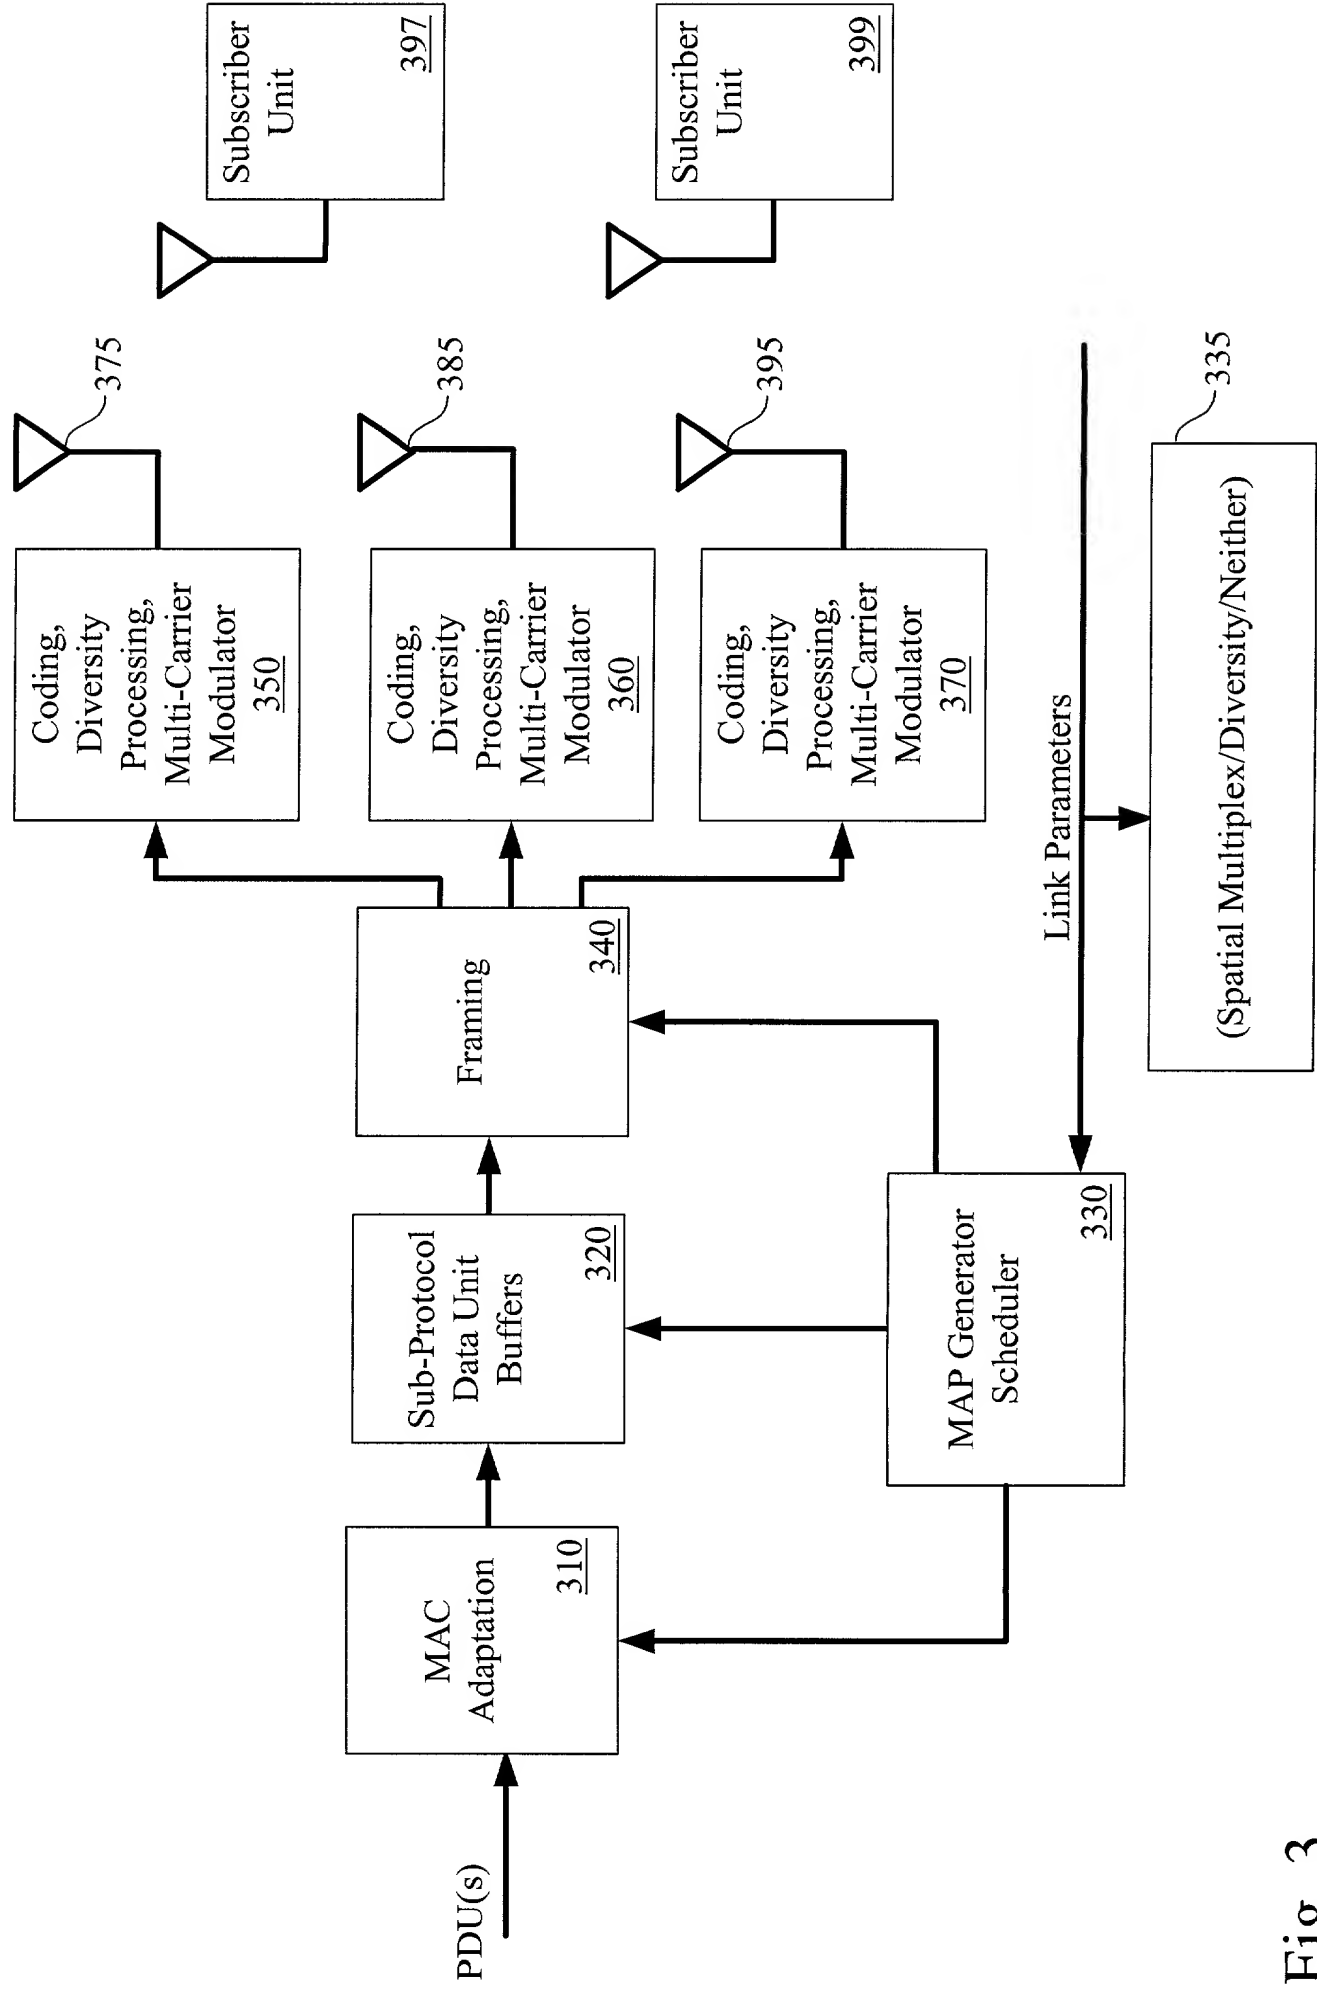 PDU(s)
MAC
Adaptation
310
Sub-Protocol
Data Unit
Buffers
320
Framing
340
MAP Generator
Scheduler
330
Coding,
Diversity
Processing,
Multi-Carrier
Modulator
350
375
Coding,
Diversity
Processing,
Multi-Carrier
Modulator
360
385
Coding,
Diversity
Processing,
Multi-Carrier
Modulator
370
395
Subscriber
Unit
397
Subscriber
Unit
399
Link Parameters
335
(Spatial Multiplex/Diversity/Neither)
Fig. 3